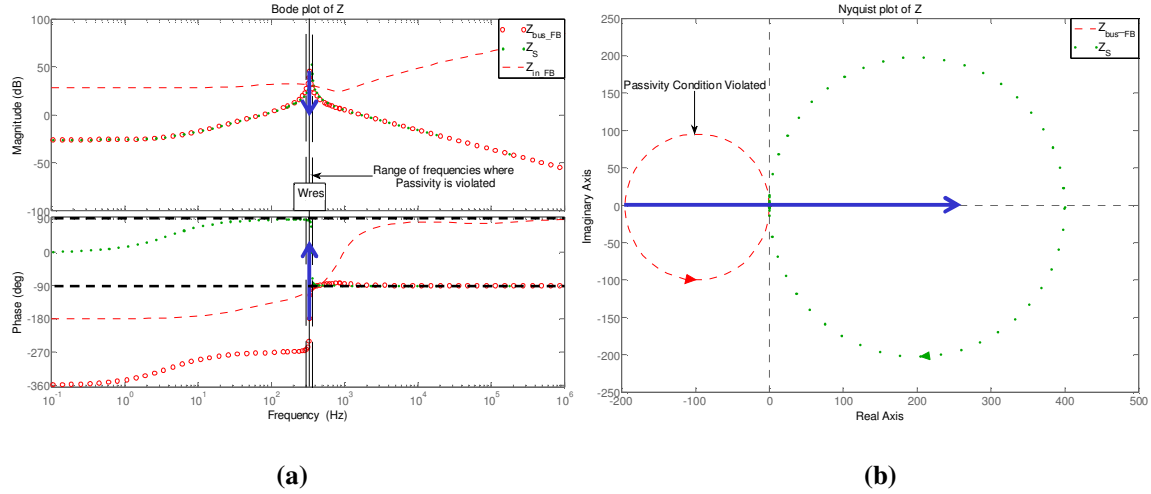 Bode plot of Z
100
50
0
-50
-100
Magnitude (dB)
Z_bus_FB
Z_S
Z_in_FB
Range of frequencies where
Passivity is violated
Wres
90
0
-90
-180
-270
-360
Phase (deg)
10^-1
10^0
10^1
10^2
10^3
10^4
10^5
10^6
Frequency (Hz)
(a)
Nyquist plot of Z
250
200
150
100
50
0
-50
-100
-150
-200
-250
Imaginary Axis
Z_bus-FB
Z_S
Passivity Condition Violated
-200
-100
0
100
200
300
400
500
Real Axis
(b)